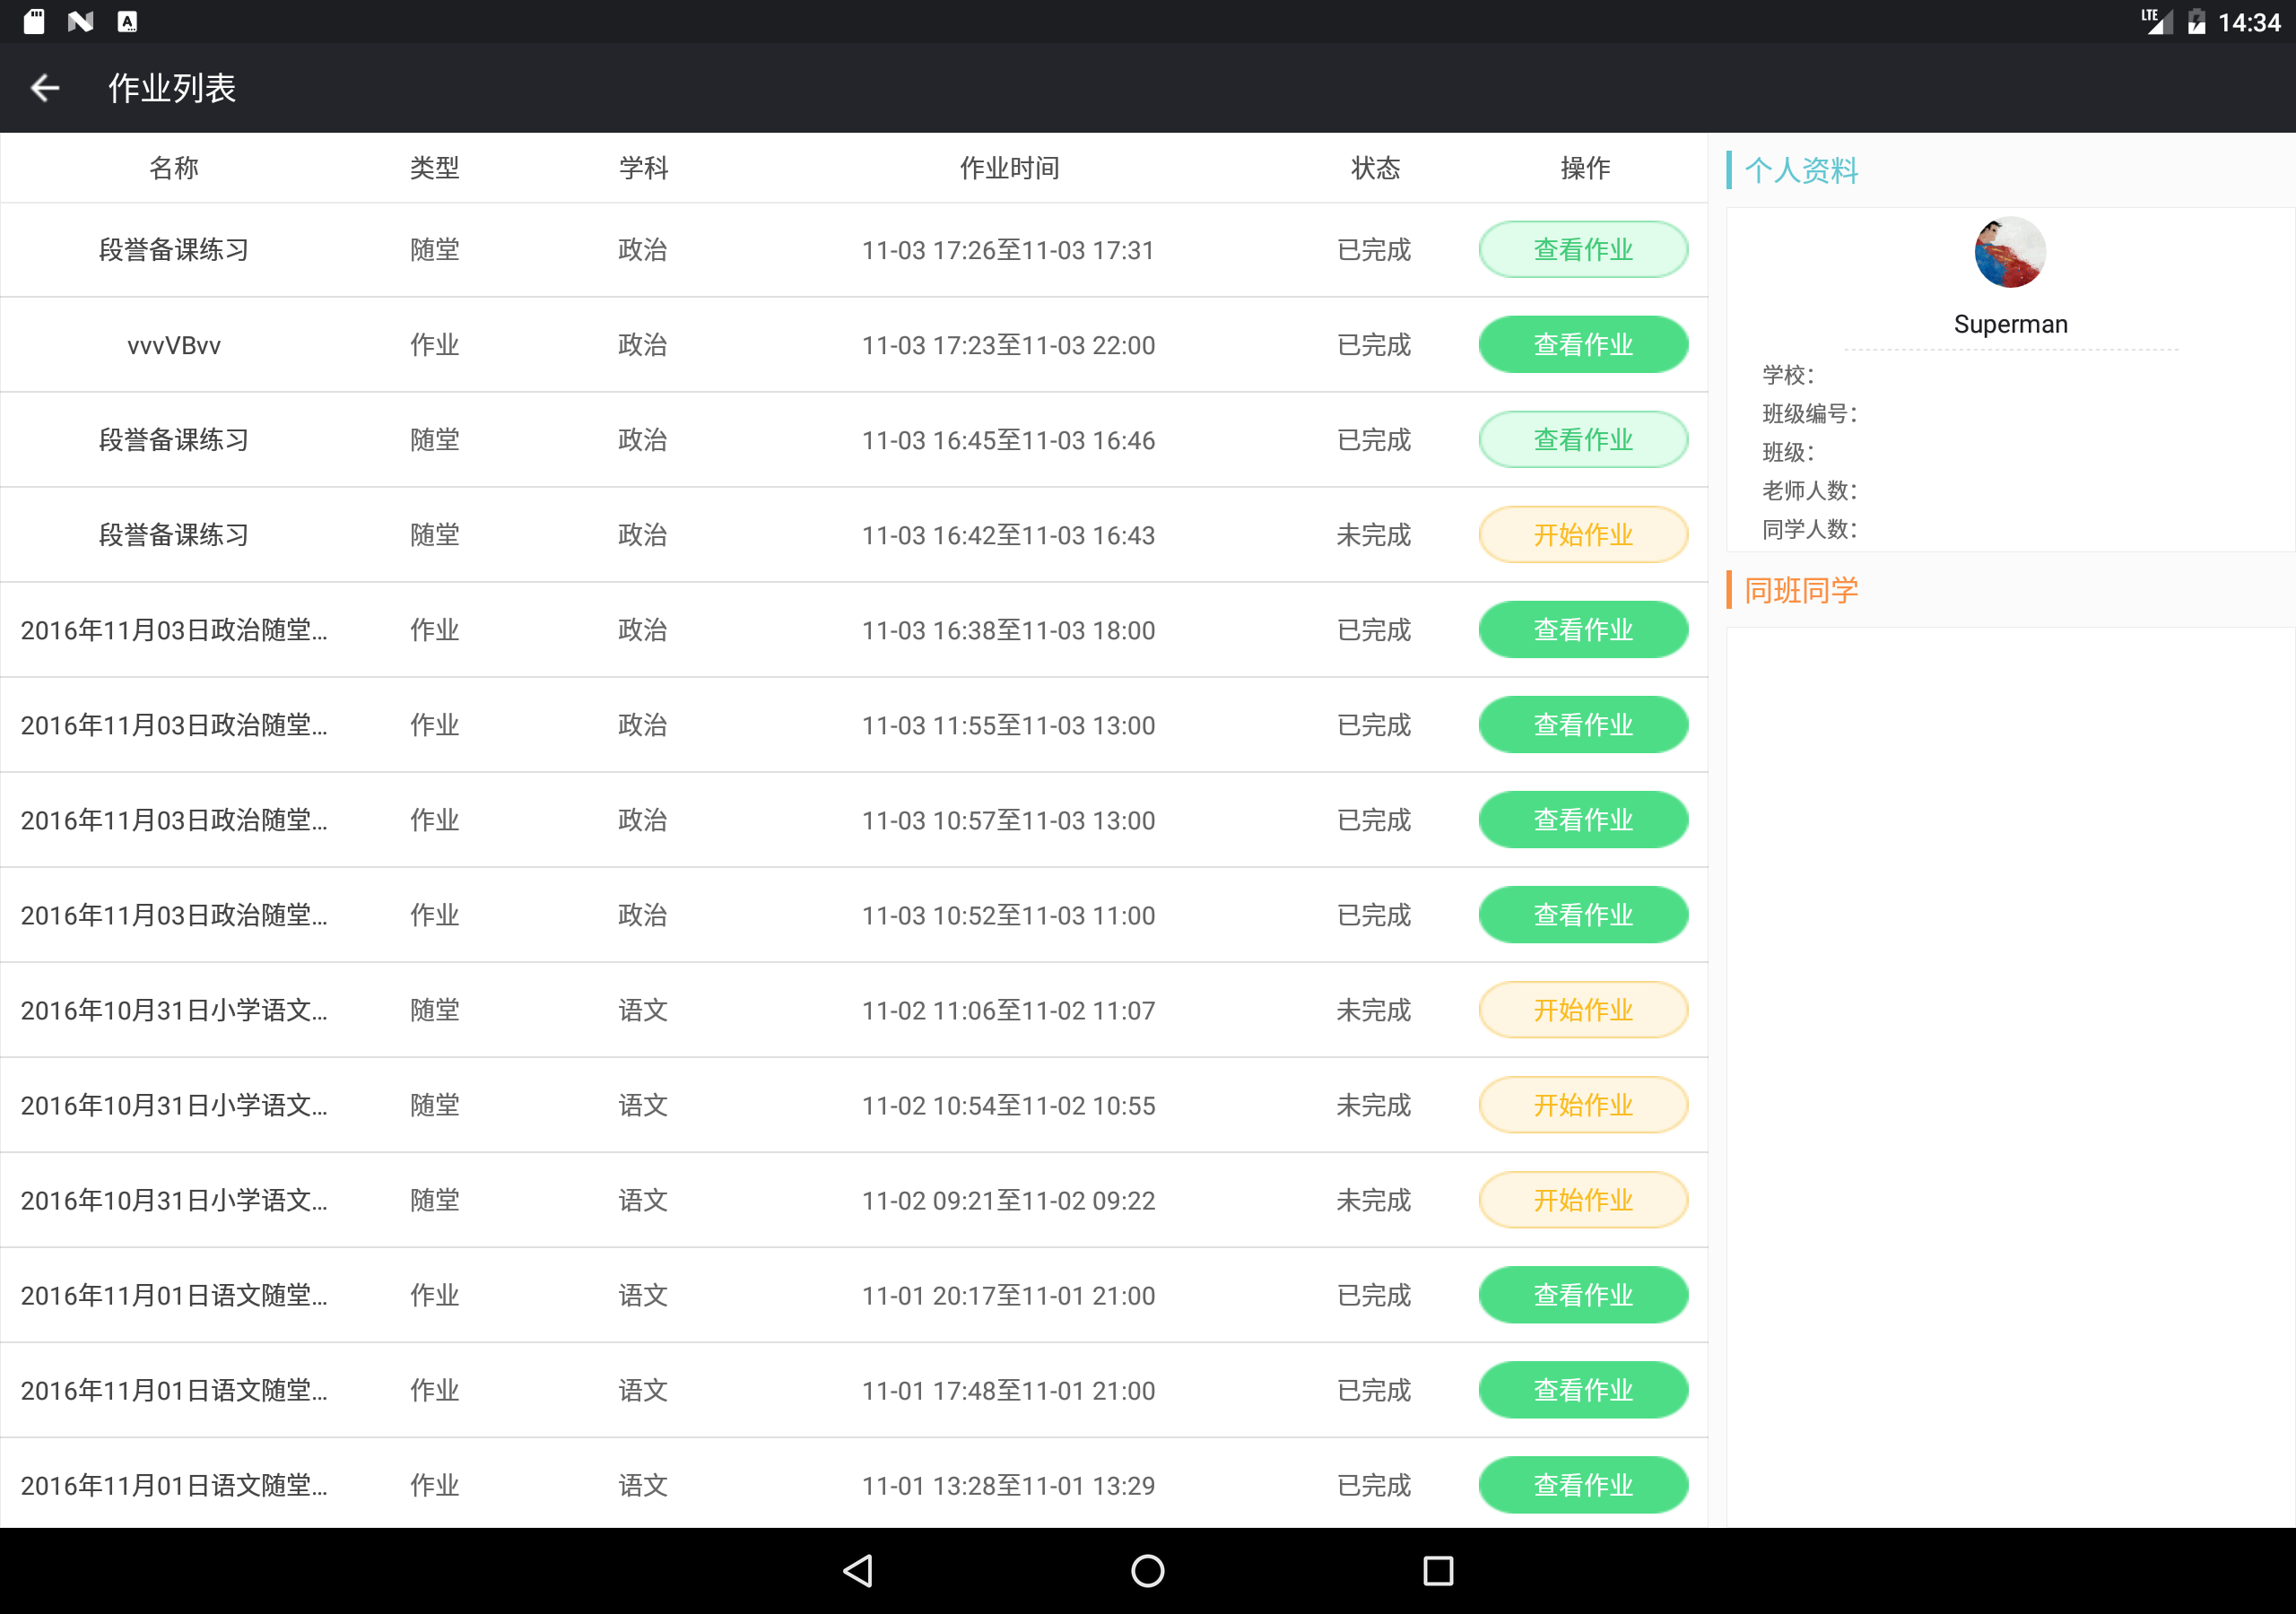 LTE 14:34
作业列表
名称 类型 学科 作业时间 状态 操作
段誉备课练习 随堂 政治 11-03 17:26至11-03 17:31 已完成 查看作业
vvvVBvv 作业 政治 11-03 17:23至11-03 22:00 已完成 查看作业
段誉备课练习 随堂 政治 11-03 16:45至11-03 16:46 已完成 查看作业
段誉备课练习 随堂 政治 11-03 16:42至11-03 16:43 未完成 开始作业
2016年11月03日政治随堂... 作业 政治 11-03 16:38至11-03 18:00 已完成 查看作业
2016年11月03日政治随堂... 作业 政治 11-03 11:55至11-03 13:00 已完成 查看作业
2016年11月03日政治随堂... 作业 政治 11-03 10:57至11-03 13:00 已完成 查看作业
2016年11月03日政治随堂... 作业 政治 11-03 10:52至11-03 11:00 已完成 查看作业
2016年10月31日小学语文... 随堂 语文 11-02 11:06至11-02 11:07 未完成 开始作业
2016年10月31日小学语文... 随堂 语文 11-02 10:54至11-02 10:55 未完成 开始作业
2016年10月31日小学语文... 随堂 语文 11-02 09:21至11-02 09:22 未完成 开始作业
2016年11月01日语文随堂... 作业 语文 11-01 20:17至11-01 21:00 已完成 查看作业
2016年11月01日语文随堂... 作业 语文 11-01 17:48至11-01 21:00 已完成 查看作业
2016年11月01日语文随堂... 作业 语文 11-01 13:28至11-01 13:29 已完成 查看作业
个人资料
Superman
学校：
班级编号：
班级：
老师人数：
同学人数：
同班同学